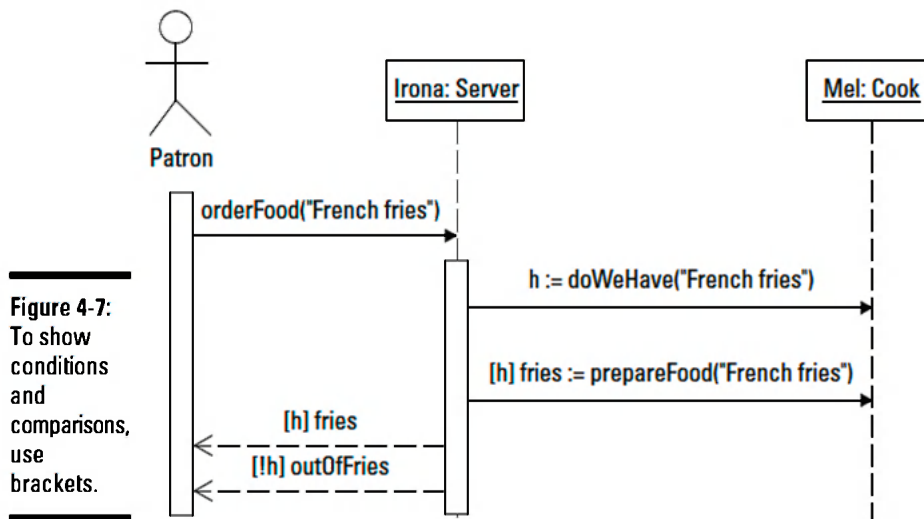 Irona: Server
Mel: Cook
Patron
orderFood("French fries")
h := doWeHave("French fries")
[h] fries := prepareFood("French fries")
[h] fries
[!h] outOfFries
Figure 4-7:
To show
conditions
and
comparisons,
use
brackets.